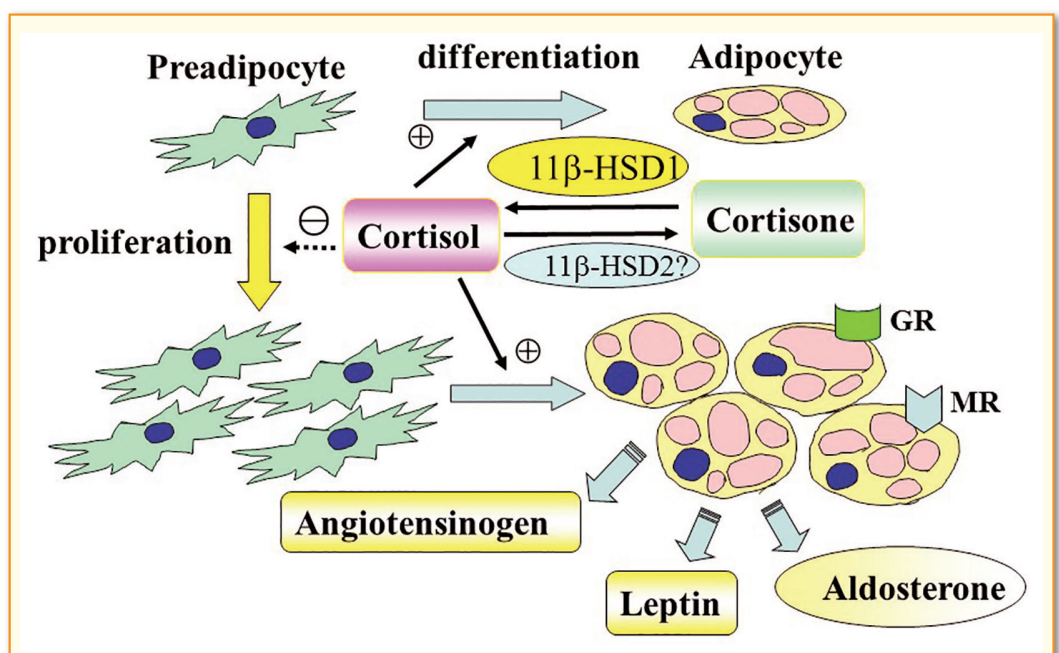 differentiation
Preadipocyte
Adipocyte
⊕
11β-HSD1
Cortisone
Cortisol
⊖
proliferation
11β-HSD2?
GR
⊕
MR
Angiotensinogen
Leptin
Aldosterone